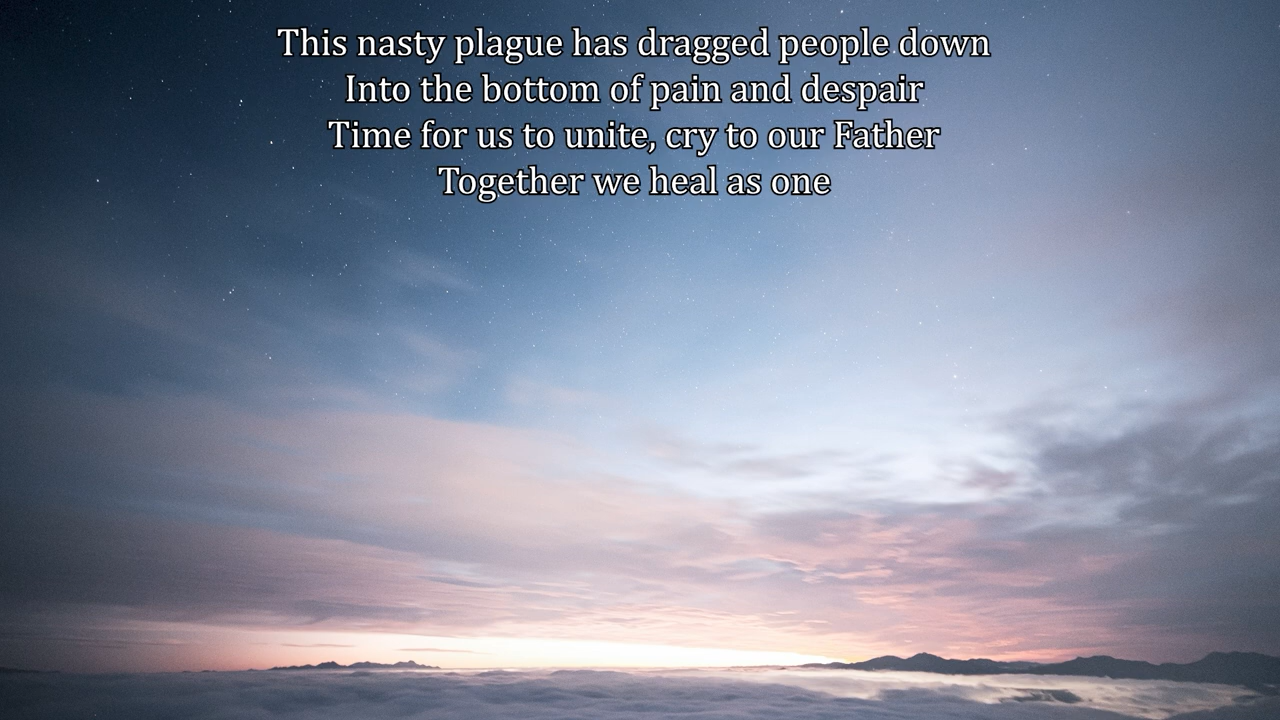 This nasty plague has dragged people down
Into the bottom of pain and despair
Time for us to unite, cry to our Father
Together we heal as one